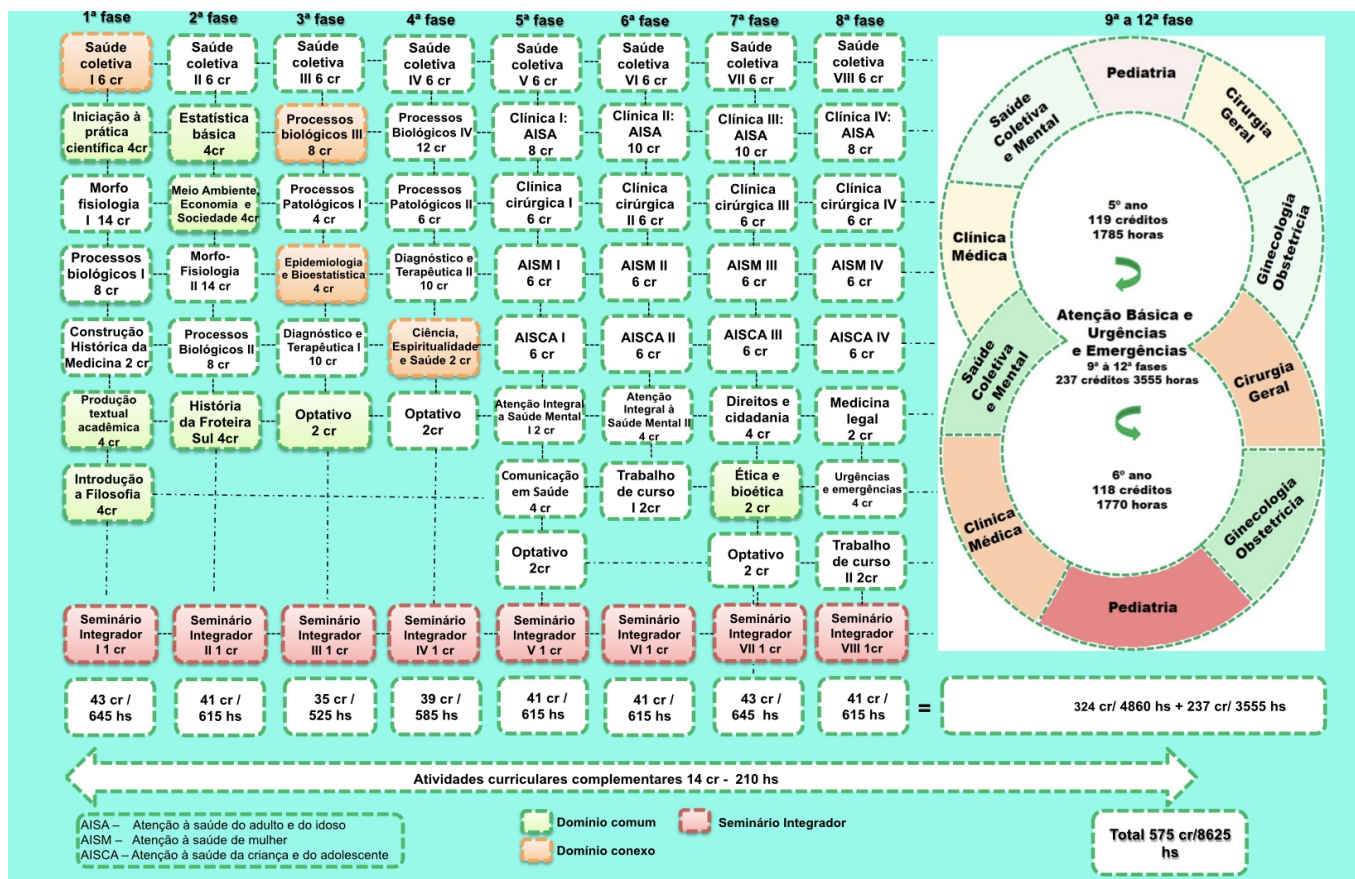 1ª fase
2ª fase
3ª fase
4ª fase
5ª fase
6ª fase
7ª fase
8ª fase
9ª a 12ª fase
Saúde
coletiva
I 6 cr
Saúde
coletiva
II 6 cr
Saúde
coletiva
III 6 cr
Saúde
coletiva
IV 6 cr
Saúde
coletiva
V 6 cr
Saúde
coletiva
VI 6 cr
Saúde
coletiva
VII 6 cr
Saúde
coletiva
VIII 6 cr
Iniciação à
prática
científica 4cr
Estatística
básica
4cr
Processos
biológicos III
8 cr
Processos
Biológicos IV
12 cr
Clínica I:
AISA
8 cr
Clínica II:
AISA
10 cr
Clínica III:
AISA
10 cr
Clínica IV:
AISA
8 cr
Morfo
fisiologia
I 14 cr
Meio Ambiente,
Economia e
Sociedade 4cr
Processos
Patológicos I
4 cr
Processos
Patológicos II
6 cr
Clínica
cirúrgica I
6 cr
Clínica
cirúrgica
II 6 cr
Clínica
cirúrgica III
6 cr
Clínica
cirúrgica IV
6 cr
Processos
biológicos I
8 cr
Morfo-
Fisiologia
II 14 cr
Epidemiologia
e Bioestatística
4 cr
Diagnóstico e
Terapêutica II
10 cr
AISM I
6 cr
AISM II
6 cr
AISM III
6 cr
AISM IV
6 cr
Construção
Histórica da
Medicina 2 cr
Processos
Biológicos II
8 cr
Diagnóstico e
Terapêutica I
10 cr
Ciência,
Espiritualidade
e Saúde 2 cr
AISCA I
6 cr
AISCA II
6 cr
AISCA III
6 cr
AISCA IV
6 cr
Produção
textual
acadêmica
4 cr
História
da Froteira
Sul 4cr
Optativo
2 cr
Optativo
2cr
Atenção Integral
a Saúde Mental
I 2 cr
Atenção
Integral à
Saúde Mental II
4 cr
Direitos e
cidadania
4 cr
Medicina
legal
2 cr
Introdução
a Filosofia
4cr
Comunicação
em Saúde
4 cr
Trabalho
de curso
I 2cr
Ética e
bioética
2 cr
Urgências
e emergências
4 cr
Optativo
2cr
Optativo
2 cr
Trabalho
de curso
II 2cr
Seminário
Integrador
I 1 cr
Seminário
Integrador
II 1 cr
Seminário
Integrador
III 1 cr
Seminário
Integrador
IV 1 cr
Seminário
Integrador
V 1 cr
Seminário
Integrador
VI 1 cr
Seminário
Integrador
VII 1 cr
Seminário
Integrador
VIII 1cr
43 cr/
645 hs
41 cr /
615 hs
35 cr/
525 hs
39 cr /
585 hs
41 cr /
615 hs
41 cr /
615 hs
43 cr/
645 hs
41 cr /
615 hs
=
324 cr/ 4860 hs + 237 cr/ 3555 hs
Pediatria
Cirurgia
Geral
Ginecologia
Obstetrícia
Saúde
Coletiva
e Mental
Clínica
Médica
5º ano
119 créditos
1785 horas
Atenção Básica e
Urgências
e Emergências
9ª à 12ª fases
237 créditos 3555 horas
Saúde
Coletiva
e Mental
Cirurgia
Geral
6º ano
118 créditos
1770 horas
Clínica
Médica
Ginecologia
Obstetrícia
Pediatria
Atividades curriculares complementares 14 cr - 210 hs
AISA – Atenção à saúde do adulto e do idoso
AISM – Atenção à saúde de mulher
AISCA – Atenção à saúde da criança e do adolescente
Domínio comum
Seminário Integrador
Domínio conexo
Total 575 cr/8625
hs